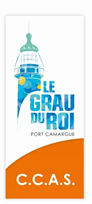 LE
GRAU
DU ROI
PORT CAMARGUE
C.C.A.S.